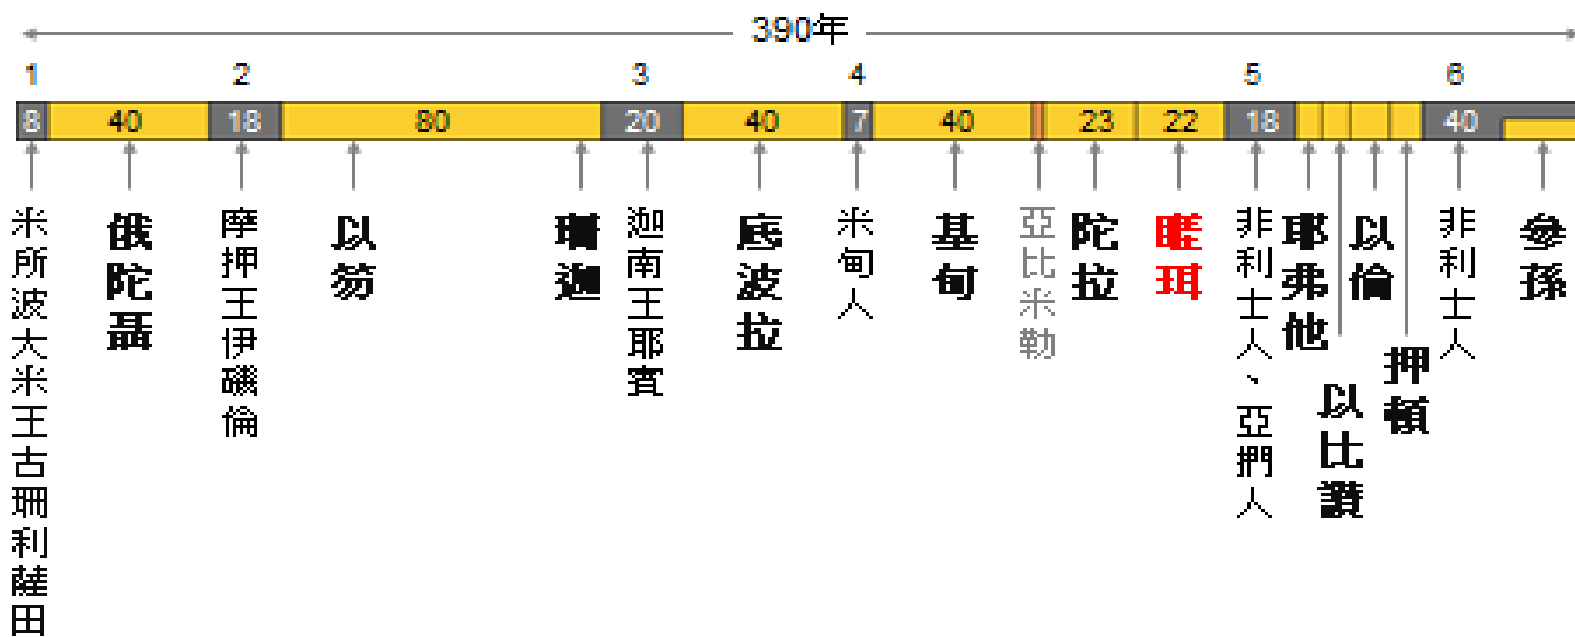 390年
1 2 3 4 5 6
8 40 18 80 20 40 7 40 23 22 18 40
米所波大米王古珊利薩田
俄陀聶
摩押王伊磯倫
以笏
珊迦
迦南王耶賓
底波拉
米甸人
基甸
亞比米勒
陀拉
睚珥
非利士人、亞捫人
耶弗他
以比讚
以倫
押頓
非利士人
參孫